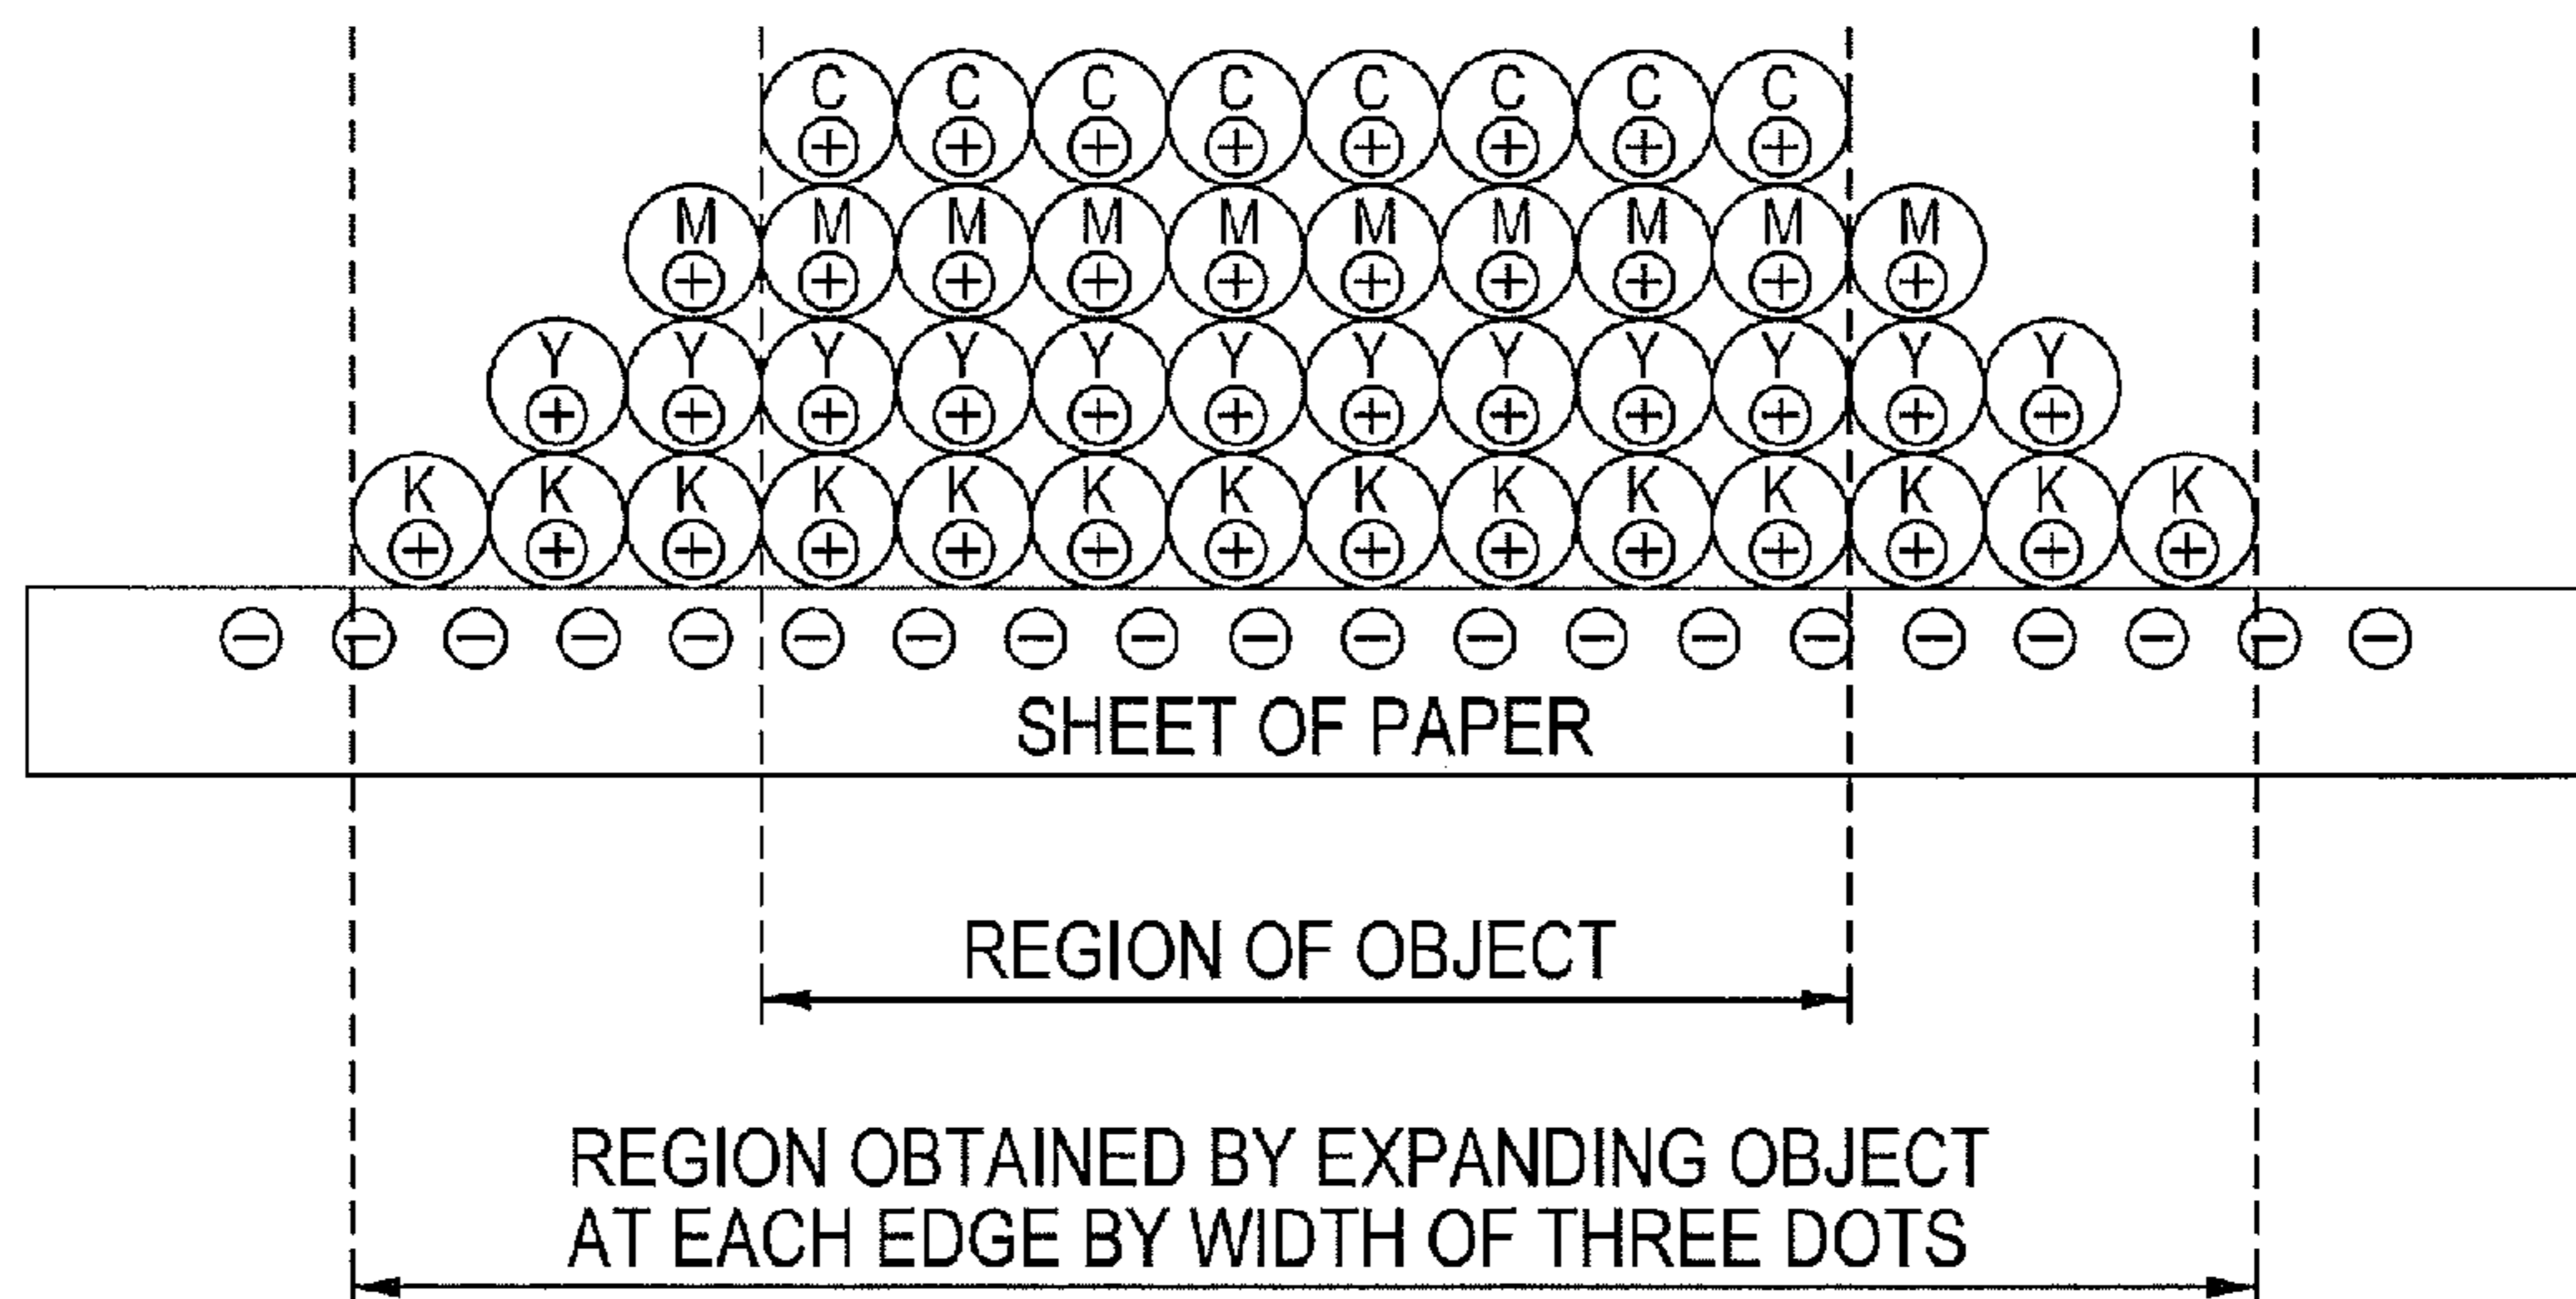 C C C C C C C C
+ + + + + + + +
M M M M M M M M M M
+ + + + + + + + + +
Y Y Y Y Y Y Y Y Y Y Y Y
+ + + + + + + + + + + +
K K K K K K K K K K K K K K
+ + + + + + + + + + + + + +
− − − − − − − − − − − − − − − − − − − −
SHEET OF PAPER
REGION OF OBJECT
REGION OBTAINED BY EXPANDING OBJECT
AT EACH EDGE BY WIDTH OF THREE DOTS